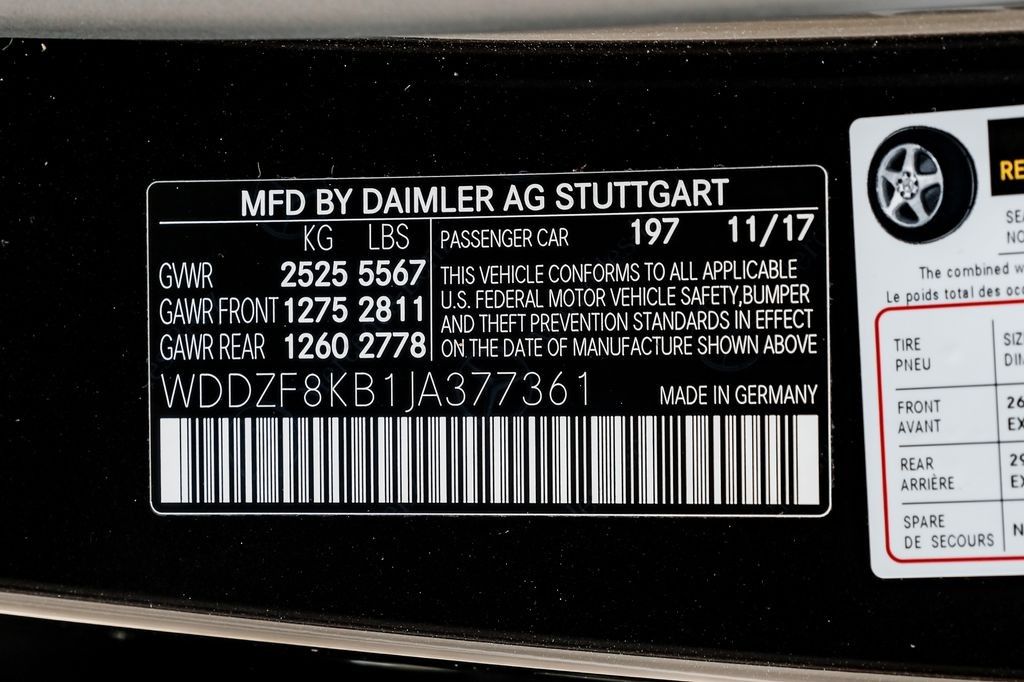 MFD BY DAIMLER AG STUTTGART
KG LBS
GVWR 2525 5567
GAWR FRONT 1275 2811
GAWR REAR 1260 2778
PASSENGER CAR 197 11/17
THIS VEHICLE CONFORMS TO ALL APPLICABLE
U.S. FEDERAL MOTOR VEHICLE SAFETY,BUMPER
AND THEFT PREVENTION STANDARDS IN EFFECT
ON THE DATE OF MANUFACTURE SHOWN ABOVE
WDDZF8KB1JA377361 MADE IN GERMANY
The combined
Le poids total des
TIRE
PNEU
FRONT
AVANT
REAR
ARRIÈRE
SPARE
DE SECOURS